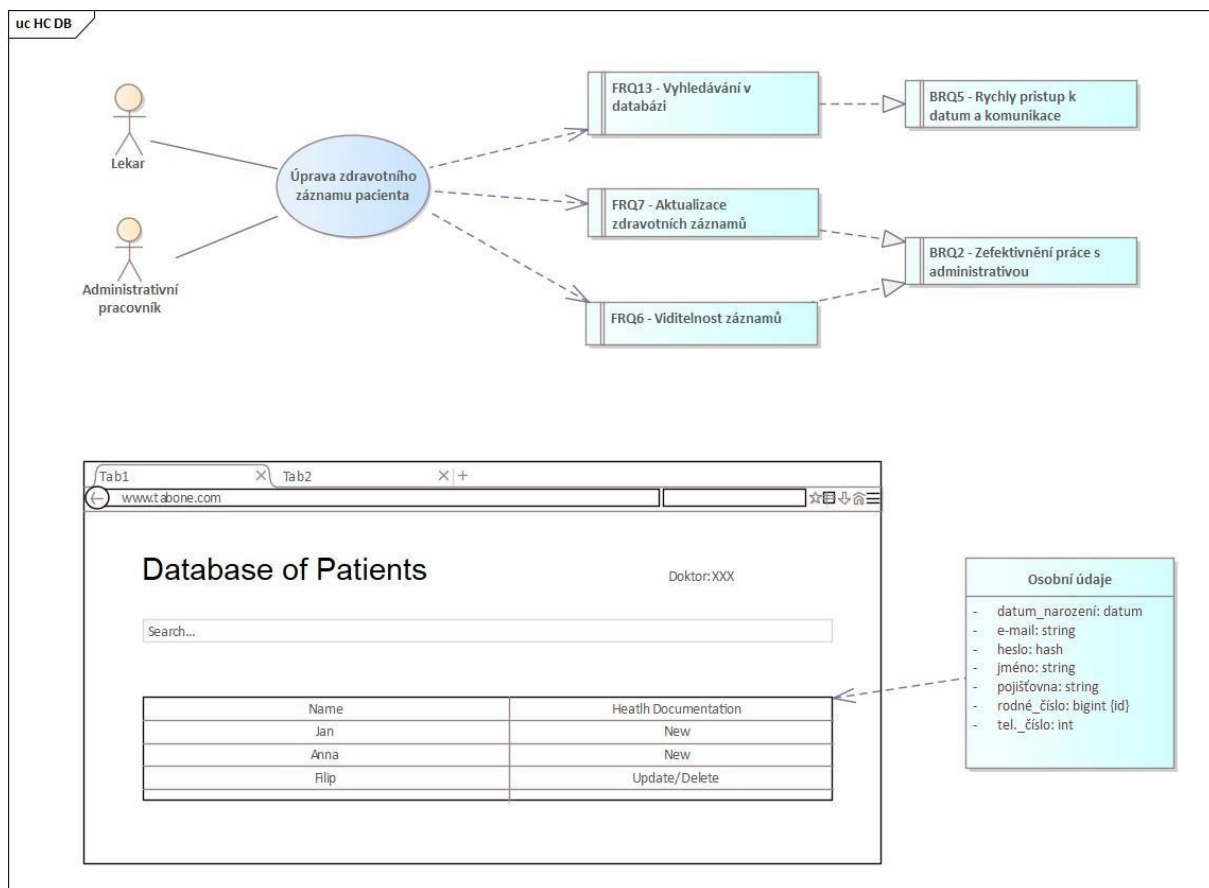 uc HC DB
Lekar
Administrativní
pracovník
Úprava zdravotního
záznamu pacienta
FRQ13 - Vyhledávání v
databázi
FRQ7 - Aktualizace
zdravotních záznamů
FRQ6 - Viditelnost záznamů
BRQ5 - Rychly pristup k
datum a komunikace
BRQ2 - Zefektivnění práce s
administrativou
Tab1
Tab2
www.tabone.com
Database of Patients
Doktor:XXX
Search...
Name Heatlh Documentation
Jan New
Anna New
Filip Update/Delete
Osobní údaje
- datum_narození: datum
- e-mail: string
- heslo: hash
- jméno: string
- pojišťovna: string
- rodné_číslo: bigint {id}
- tel._číslo: int